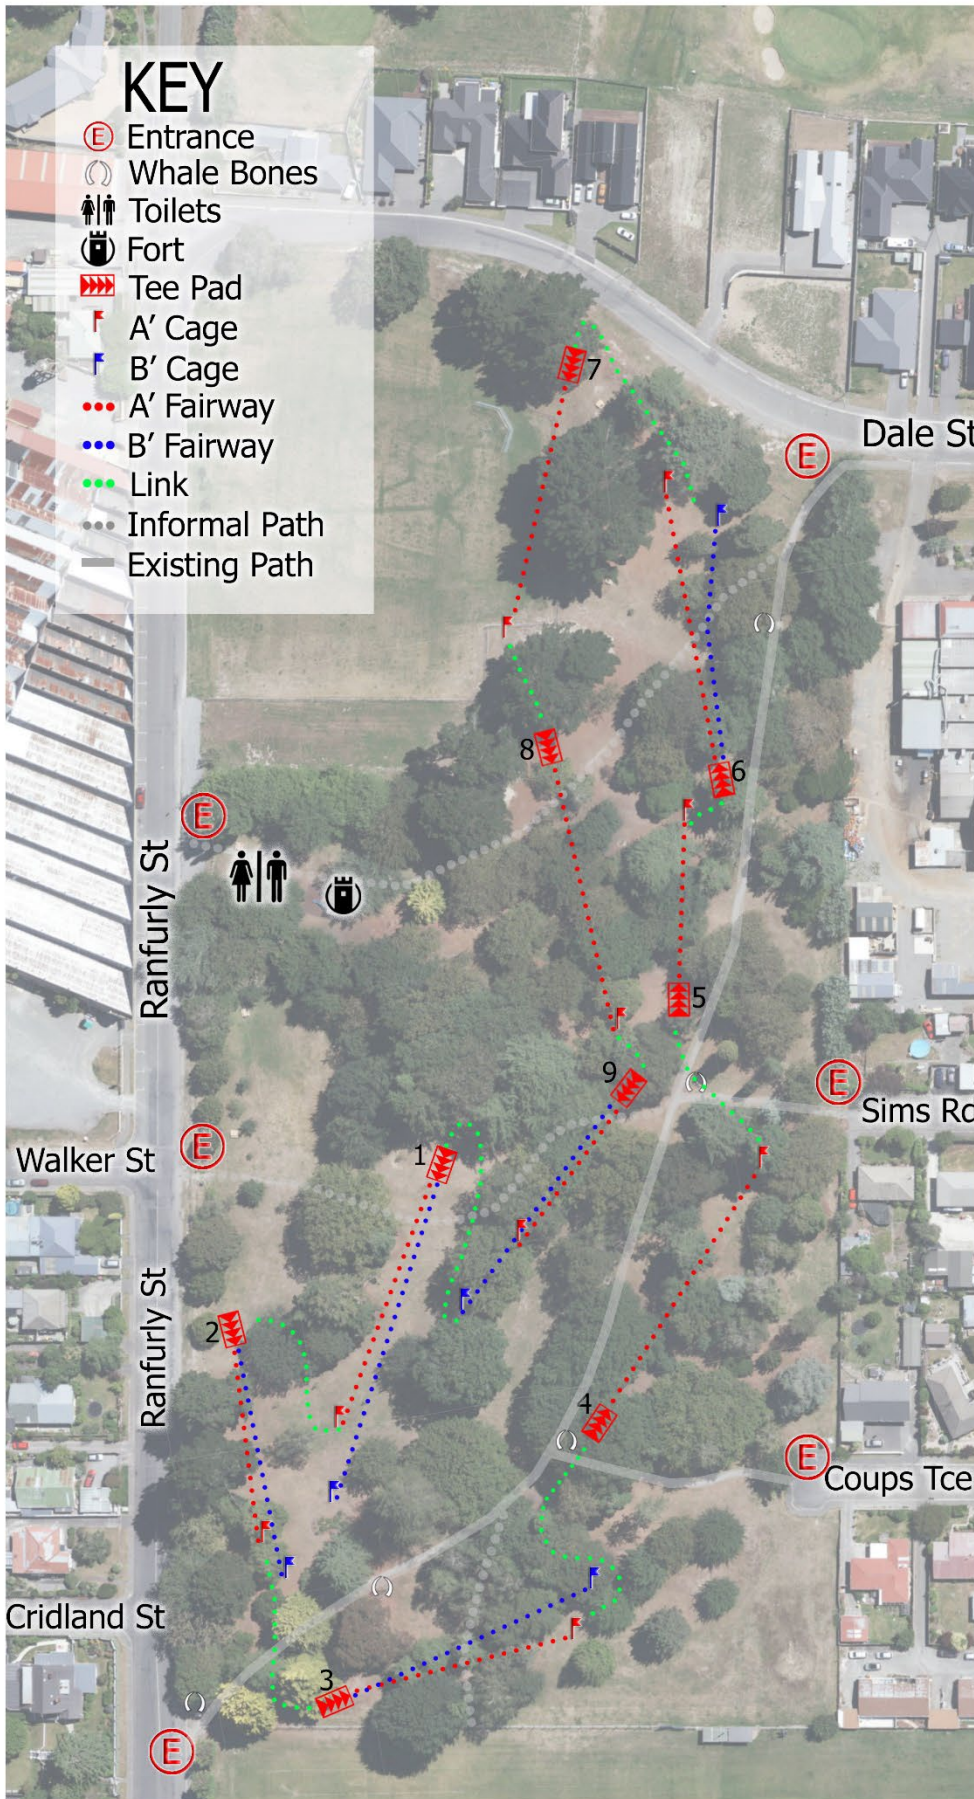 KEY
E Entrance
Whale Bones
Toilets
Fort
Tee Pad
A' Cage
B' Cage
A' Fairway
B' Fairway
Link
Informal Path
Existing Path
7
Dale St
E
8
6
E
Ranfurly St
5
9
E
Sims Rd
E
Walker St
1
Ranfurly St
2
4
E
Coups Tce
Cridland St
3
E